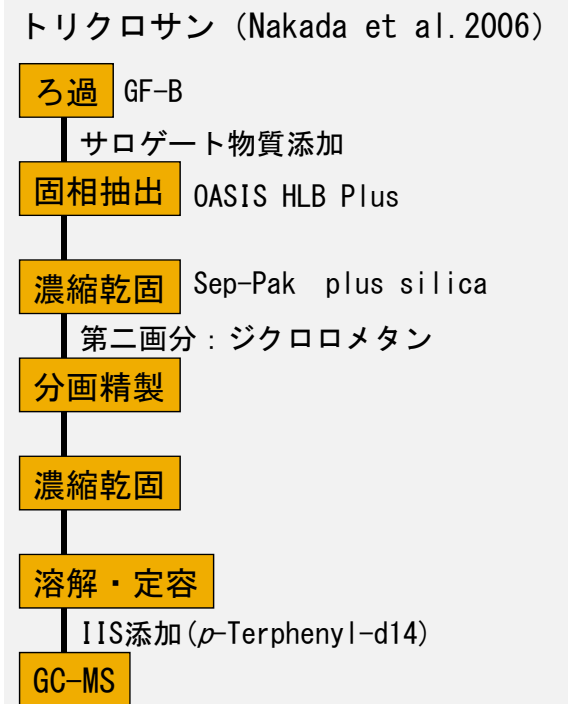 トリクロサン (Nakada et al.2006)
ろ過 GF-B
サロゲート物質添加
固相抽出 OASIS HLB Plus
濃縮乾固 Sep-Pak plus silica
第二画分：ジクロロメタン
分画精製
濃縮乾固
溶解・定容
IIS添加(p-Terphenyl-d14)
GC-MS